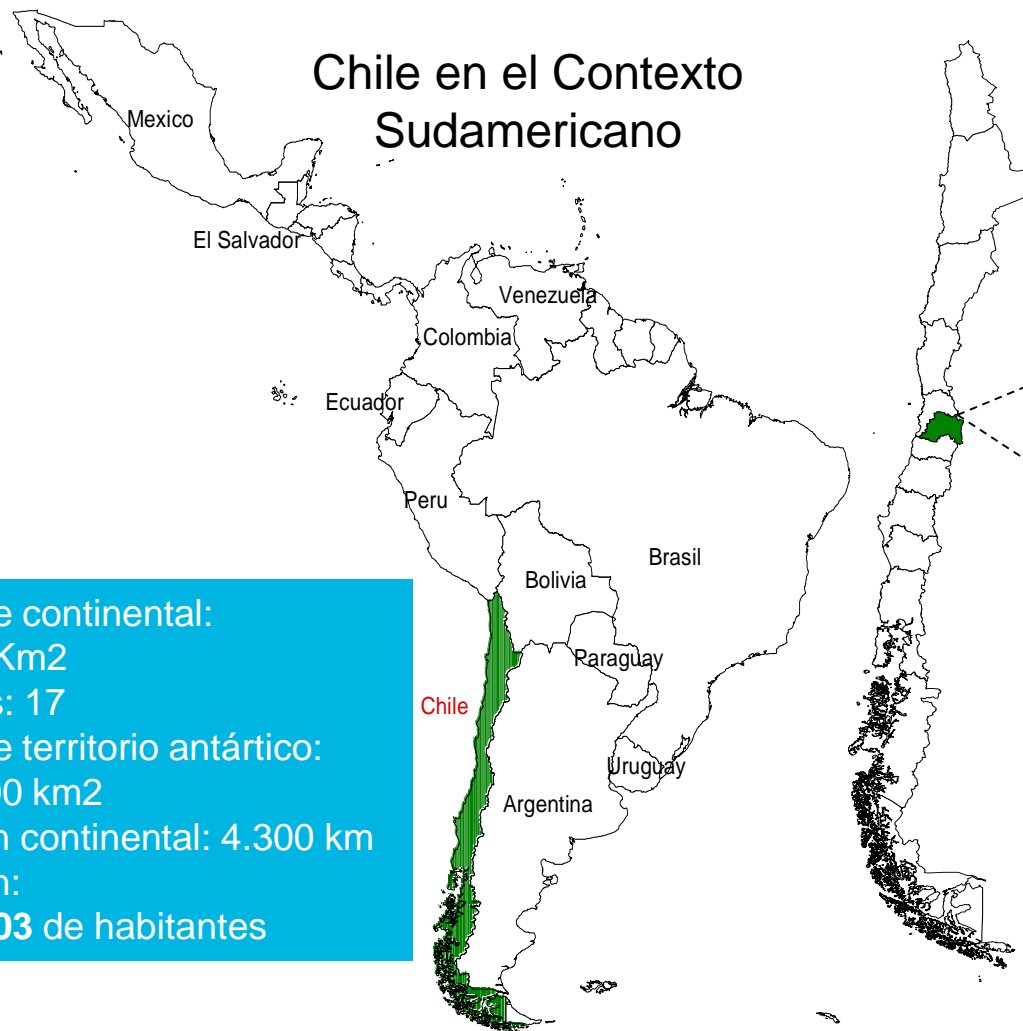 Chile en el Contexto
Sudamericano
Mexico
El Salvador
Venezuela
Colombia
Ecuador
Peru
Brasil
Bolivia
Paraguay
Chile
Uruguay
Argentina
continental:
Km2
: 17
territorio antártico:
km2
continental: 4.300 km
:
03 de habitantes